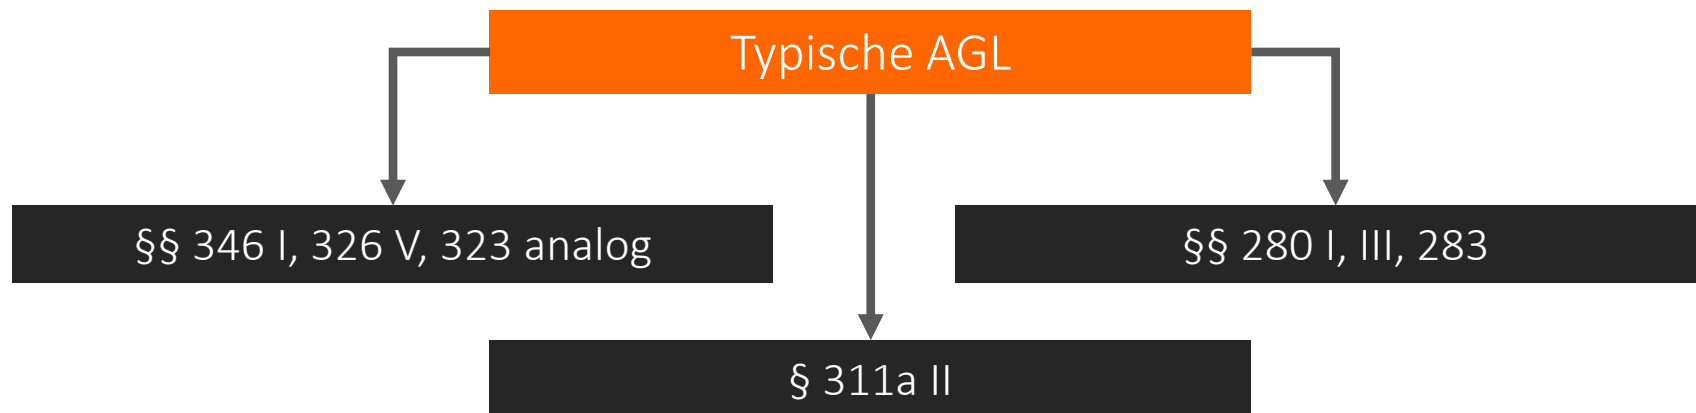 Typische AGL
§§ 346 I, 326 V, 323 analog
§§ 280 I, III, 283
§ 311a II